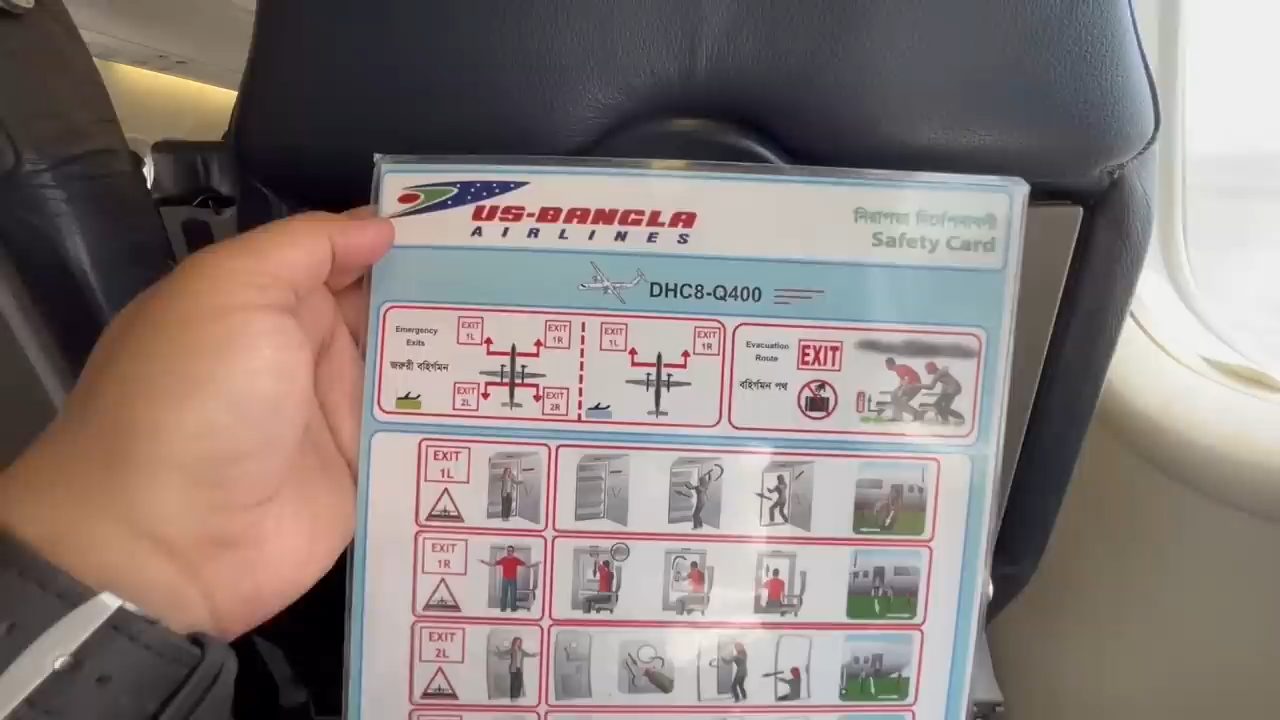 US-BANGLA
AIRLINES
নিরাপত্তা নির্দেশনাবলী
Safety Card
DHC8-Q400
Emergency
Exits
জরুরী বহির্গমন
EXIT
1L
EXIT
1R
EXIT
2L
EXIT
2R
EXIT
1L
EXIT
1R
Evacuation
Route
EXIT
বহির্গমন পথ
EXIT
1L
EXIT
1R
EXIT
2L